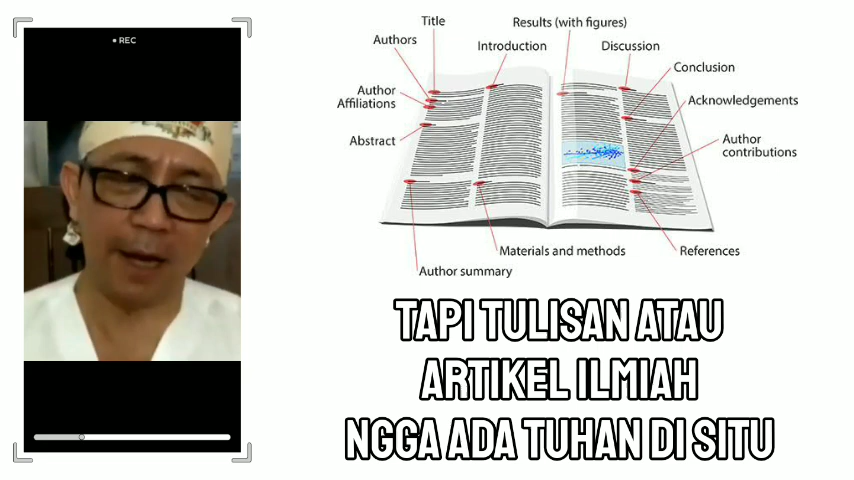 REC
Title
Results (with figures)
Authors
Introduction
Discussion
Conclusion
Author
Affiliations
Acknowledgements
Abstract
Author
contributions
Materials and methods
References
Author summary
TAPI TULISAN ATAU
ARTIKEL ILMIAH
NGGA ADA TUHAN DI SITU